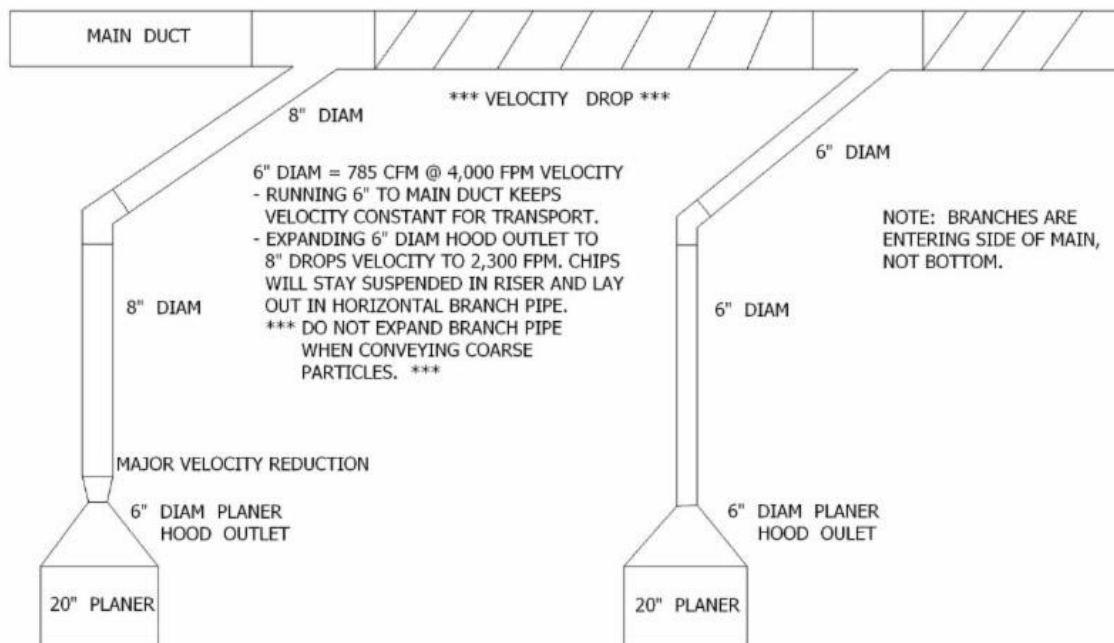 MAIN DUCT
*** VELOCITY DROP ***
8" DIAM
6" DIAM
6" DIAM = 785 CFM @ 4,000 FPM VELOCITY
- RUNNING 6" TO MAIN DUCT KEEPS
VELOCITY CONSTANT FOR TRANSPORT.
- EXPANDING 6" DIAM HOOD OUTLET TO
8" DROPS VELOCITY TO 2,300 FPM. CHIPS
WILL STAY SUSPENDED IN RISER AND LAY
OUT IN HORIZONTAL BRANCH PIPE.
*** DO NOT EXPAND BRANCH PIPE
WHEN CONVEYING COARSE
PARTICLES. ***
NOTE: BRANCHES ARE
ENTERING SIDE OF MAIN,
NOT BOTTOM.
8" DIAM
6" DIAM
MAJOR VELOCITY REDUCTION
6" DIAM PLANER
HOOD OUTLET
6" DIAM PLANER
HOOD OULET
20" PLANER
20" PLANER